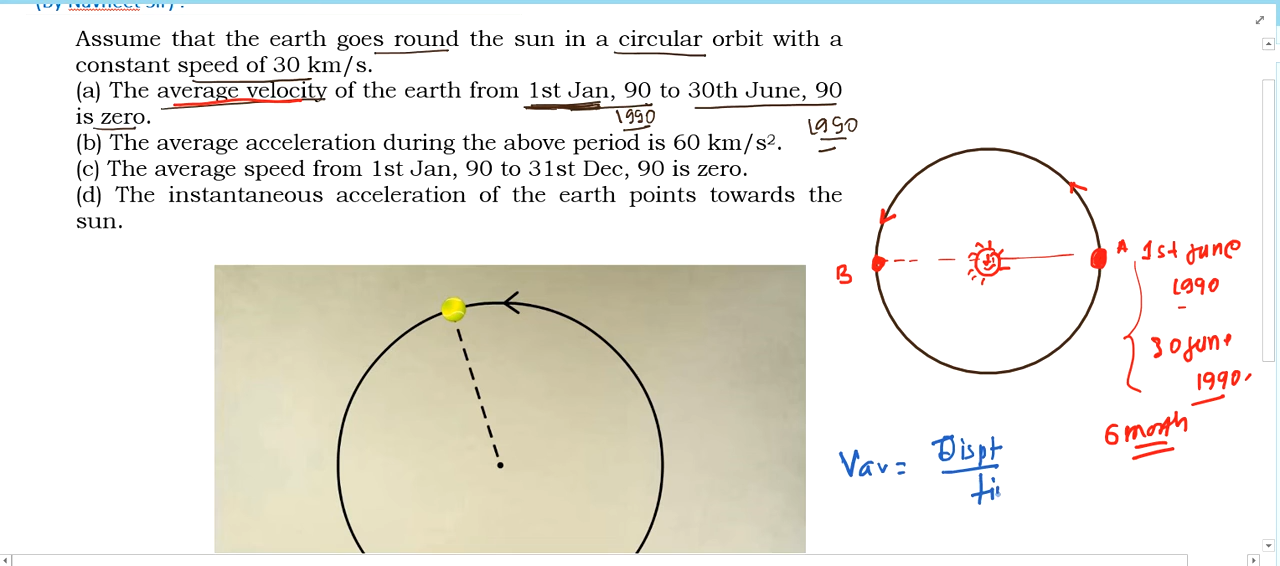 (By Navneet Sir) :
Assume that the earth goes round the sun in a circular orbit with a
constant speed of 30 km/s.
(a) The average velocity of the earth from 1st Jan, 90 to 30th June, 90
is zero.
1990
1990
(b) The average acceleration during the above period is 60 km/s².
(c) The average speed from 1st Jan, 90 to 31st Dec, 90 is zero.
(d) The instantaneous acceleration of the earth points towards the
sun.
A 1st June
1990
B
30 June
1990.
6 month
Vav = Dispt
ti